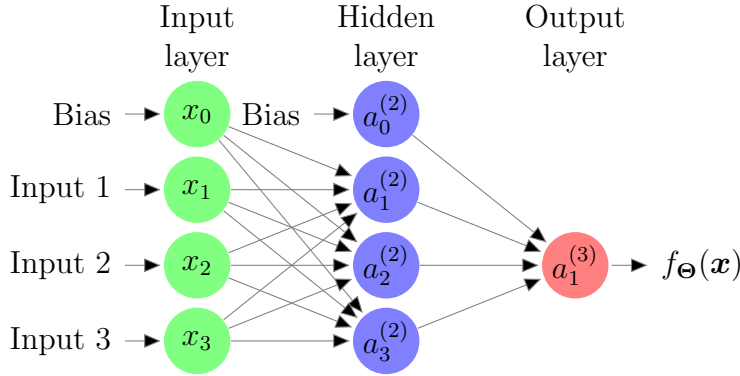 Input
layer
Hidden
layer
Output
layer
Bias
x₀
Bias
a₀⁽²⁾
Input 1
x₁
a₁⁽²⁾
Input 2
x₂
a₂⁽²⁾
a₁⁽³⁾
f_Θ(x)
Input 3
x₃
a₃⁽²⁾